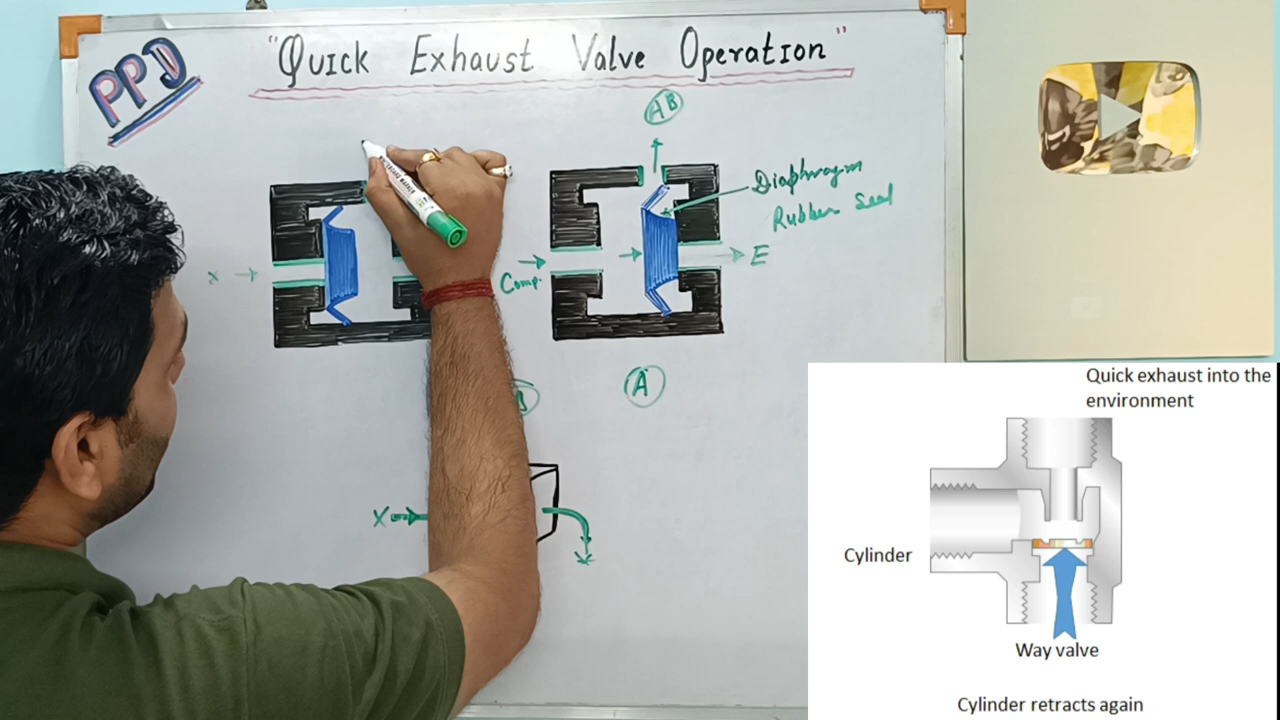 PPD
"Quick Exhaust Valve Operation"
AB
Diaphragm
Rubber Seal
x
Comp.
E
A
X
Quick exhaust into the
environment
Cylinder
Way valve
Cylinder retracts again